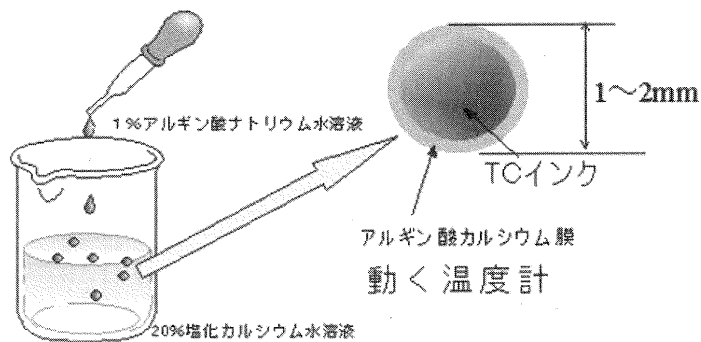 1%アルギン酸ナトリウム水溶液
1〜2mm
TCインク
アルギン酸カルシウム膜
動く温度計
20%塩化カルシウム水溶液